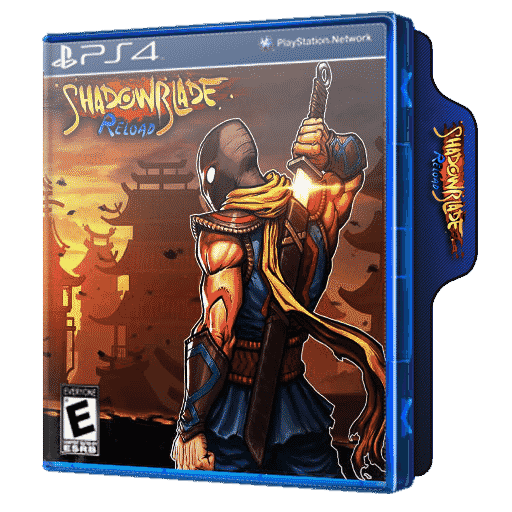 PS4
PlayStation Network
SHADOWBLADE
RELOAD
EVERYONE
E
ESRB
SHADOWBLADE
RELOAD